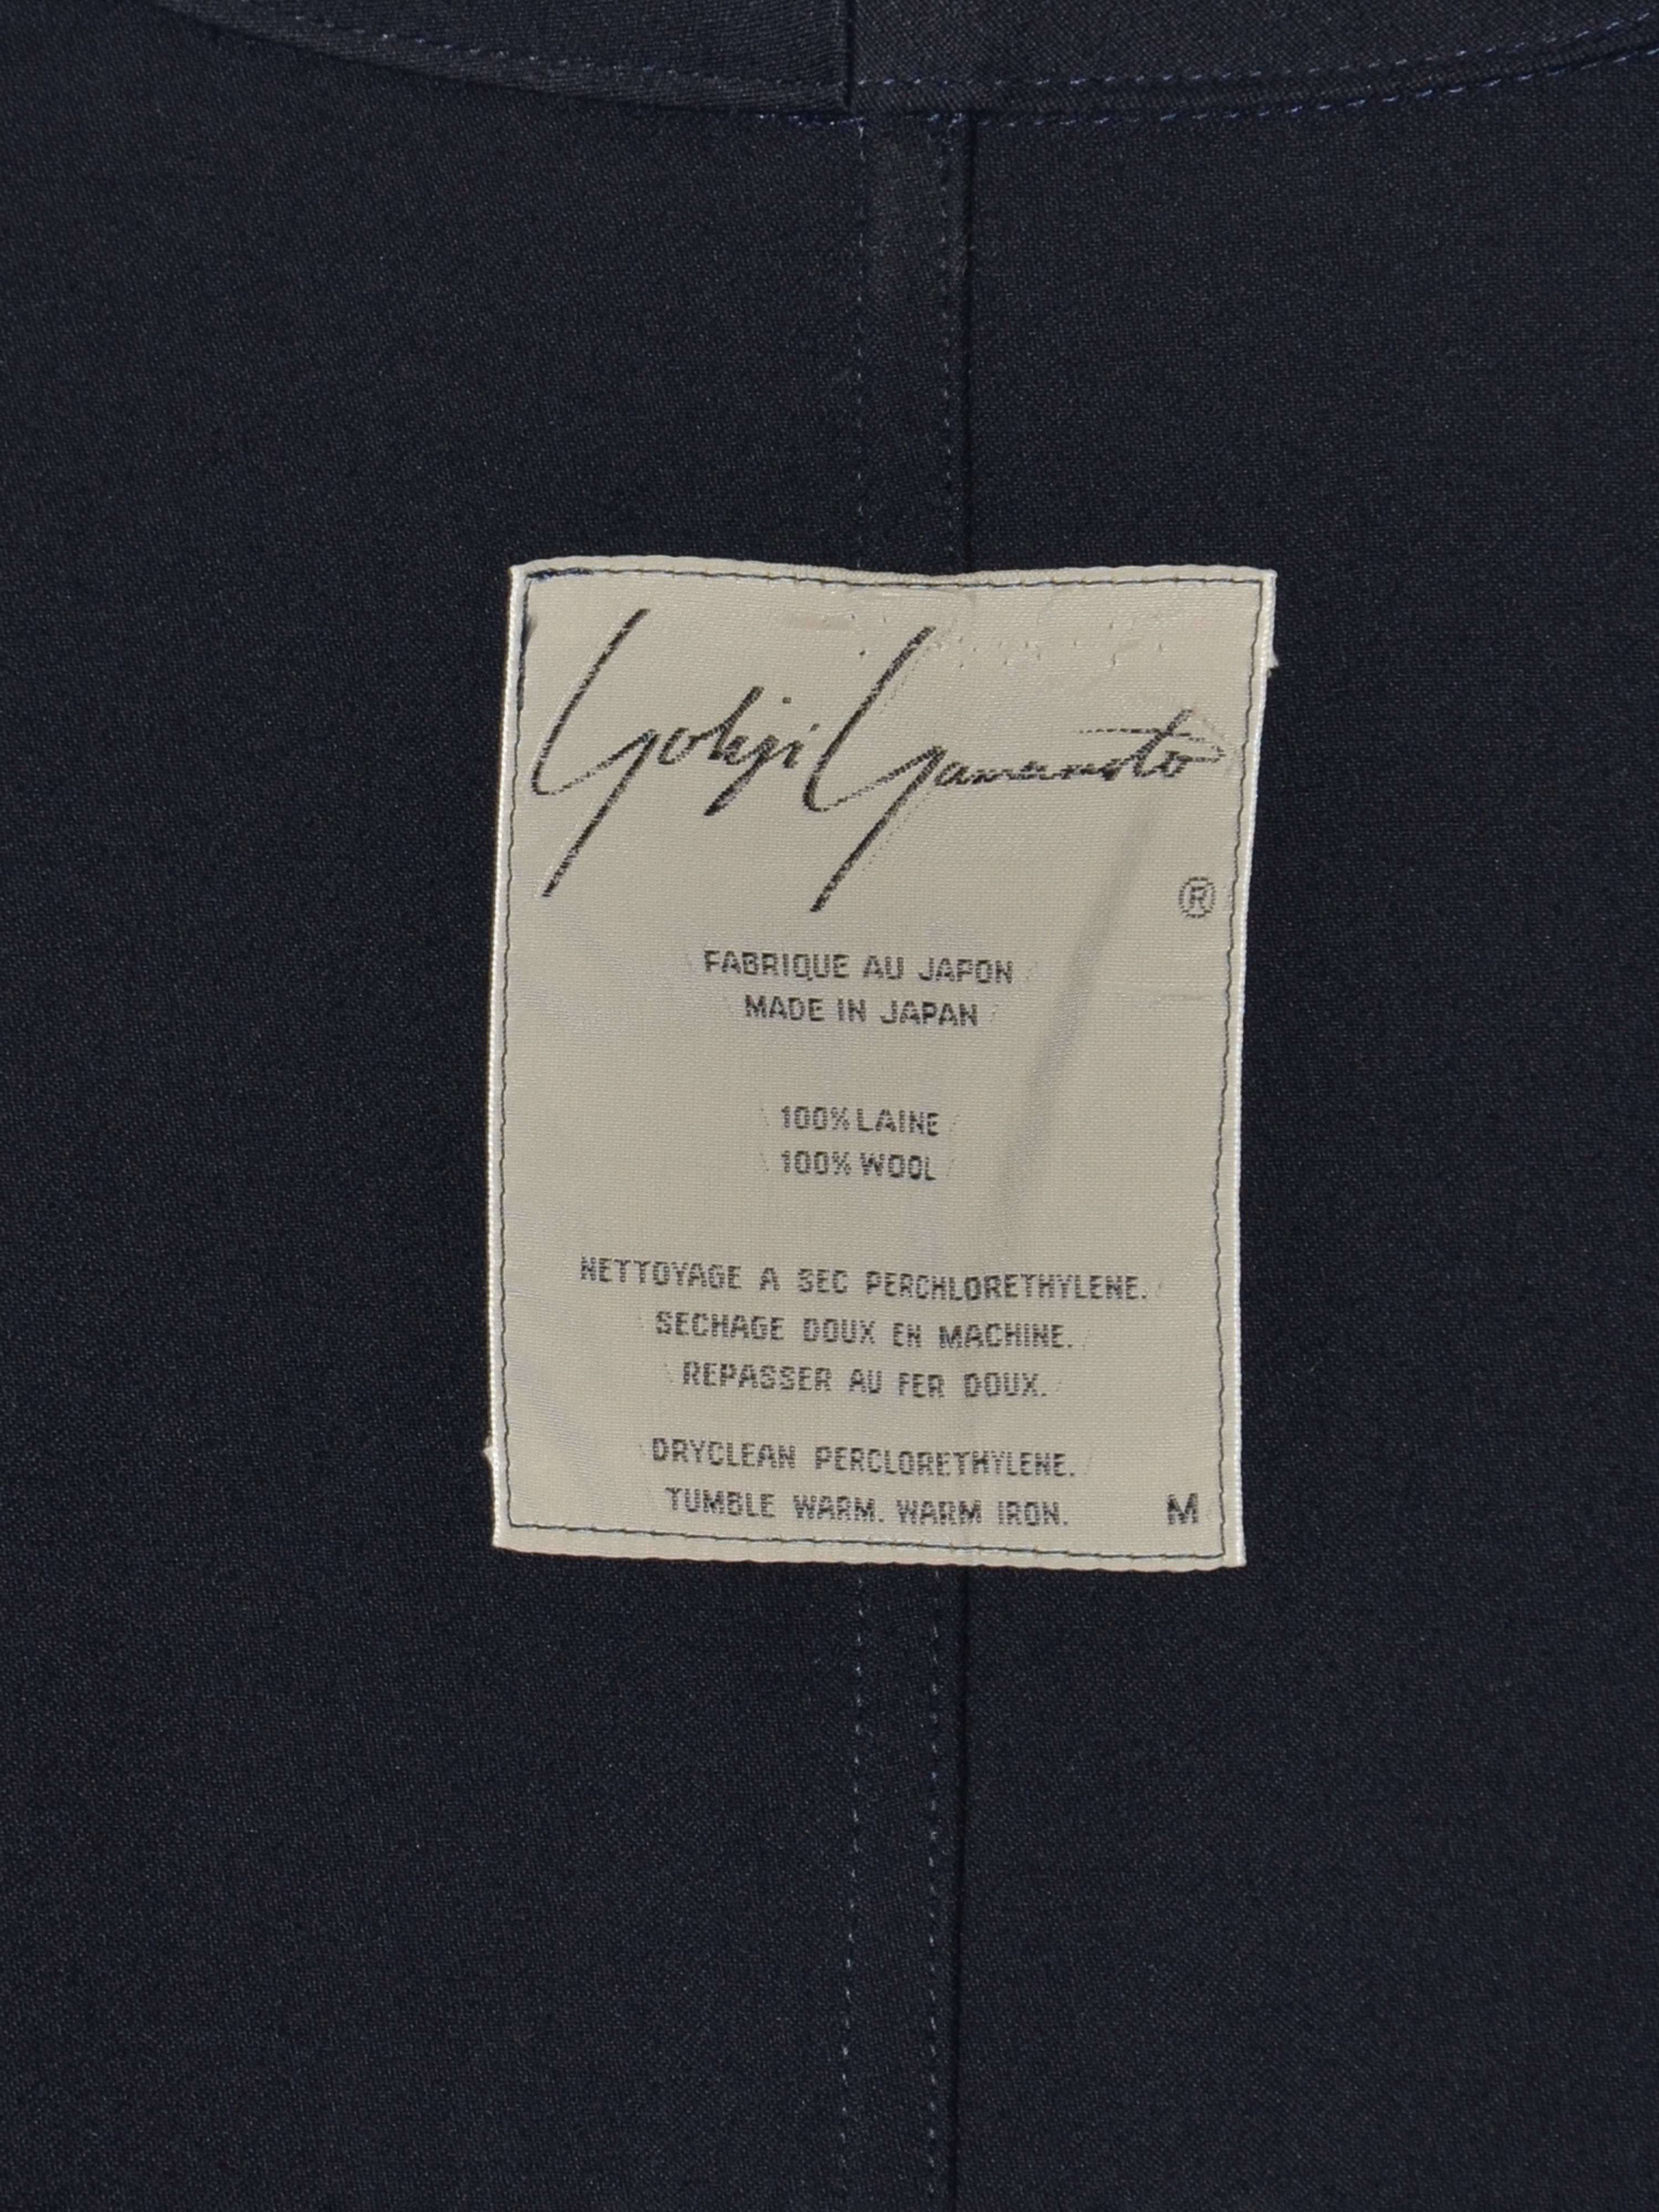 Yohji Yamamoto
®
FABRIQUE AU JAPON
MADE IN JAPAN
100% LAINE
100% WOOL
NETTOYAGE A SEC PERCHLORETHYLENE.
SECHAGE DOUX EN MACHINE.
REPASSER AU FER DOUX.
DRYCLEAN PERCLORETHYLENE.
TUMBLE WARM. WARM IRON. M